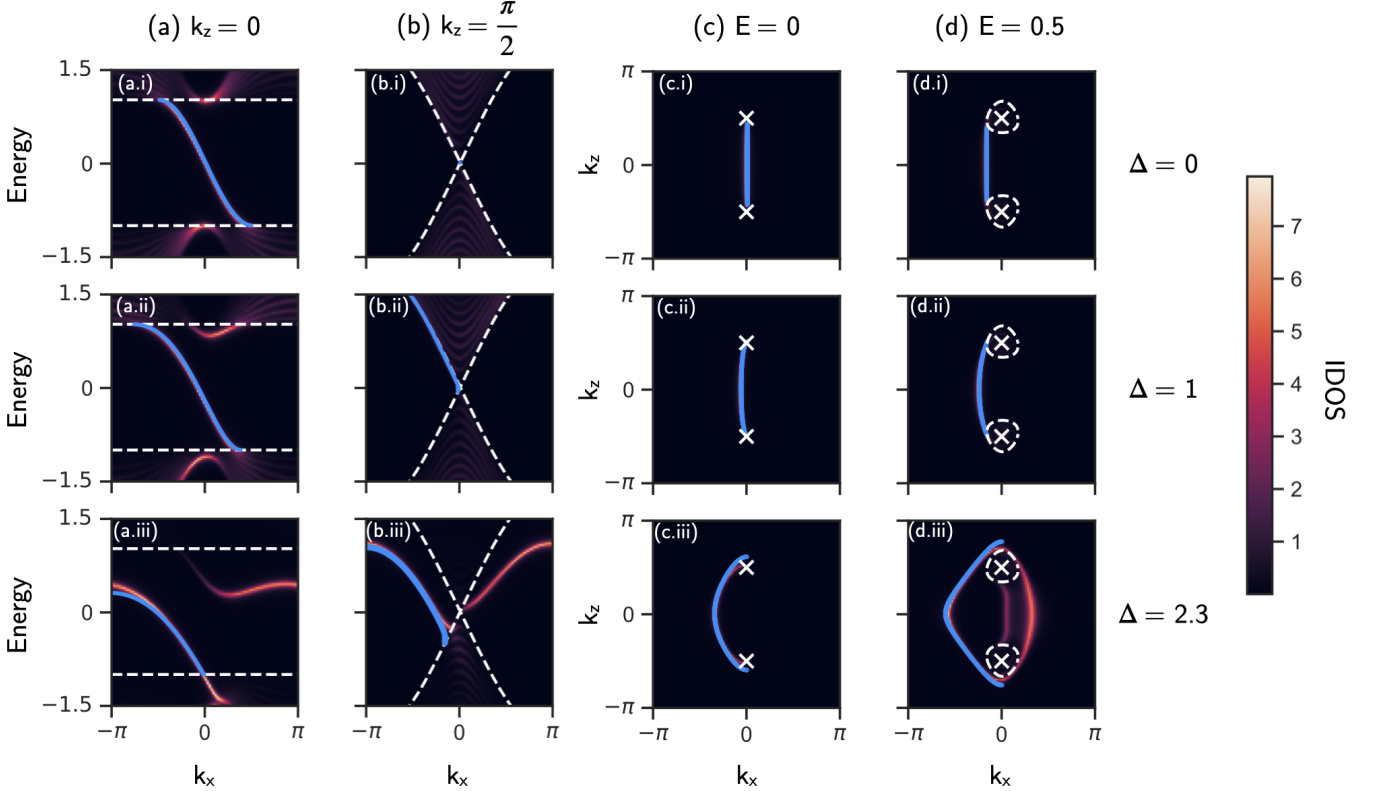 (a) kz = 0
(b) kz = π/2
(c) E = 0
(d) E = 0.5
1.5
(a.i)
(b.i)
π
(c.i)
(d.i)
Energy
0
kz
0
Δ = 0
−1.5
−π
1.5
(a.ii)
(b.ii)
π
(c.ii)
(d.ii)
Energy
0
kz
0
Δ = 1
−1.5
−π
1.5
(a.iii)
(b.iii)
π
(c.iii)
(d.iii)
Energy
0
kz
0
Δ = 2.3
−1.5
−π
−π 0 π
−π 0 π
−π 0 π
−π 0 π
kx
kx
kx
kx
7
6
5
4
3
2
1
IDOS